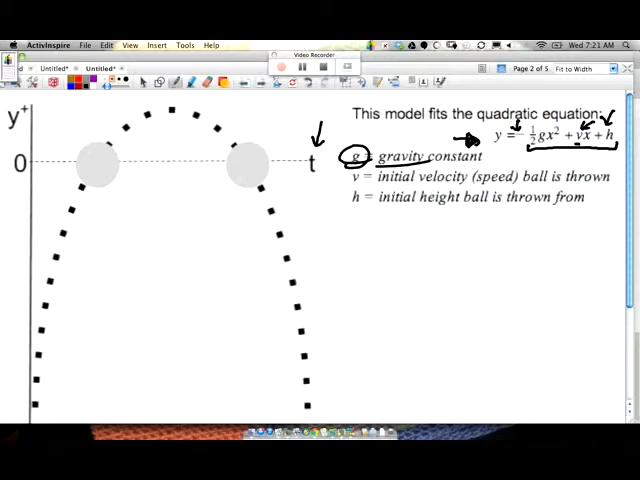 ActivInspire File Edit View Insert Tools Help Wed 7:21 AM
Video Recorder
Untitled* Untitled* Page 2 of 5 Fit to Width
This model fits the quadratic equation:
y+
y = − ½gx² + vx + h
g = gravity constant
0 t
v = initial velocity (speed) ball is thrown
h = initial height ball is thrown from